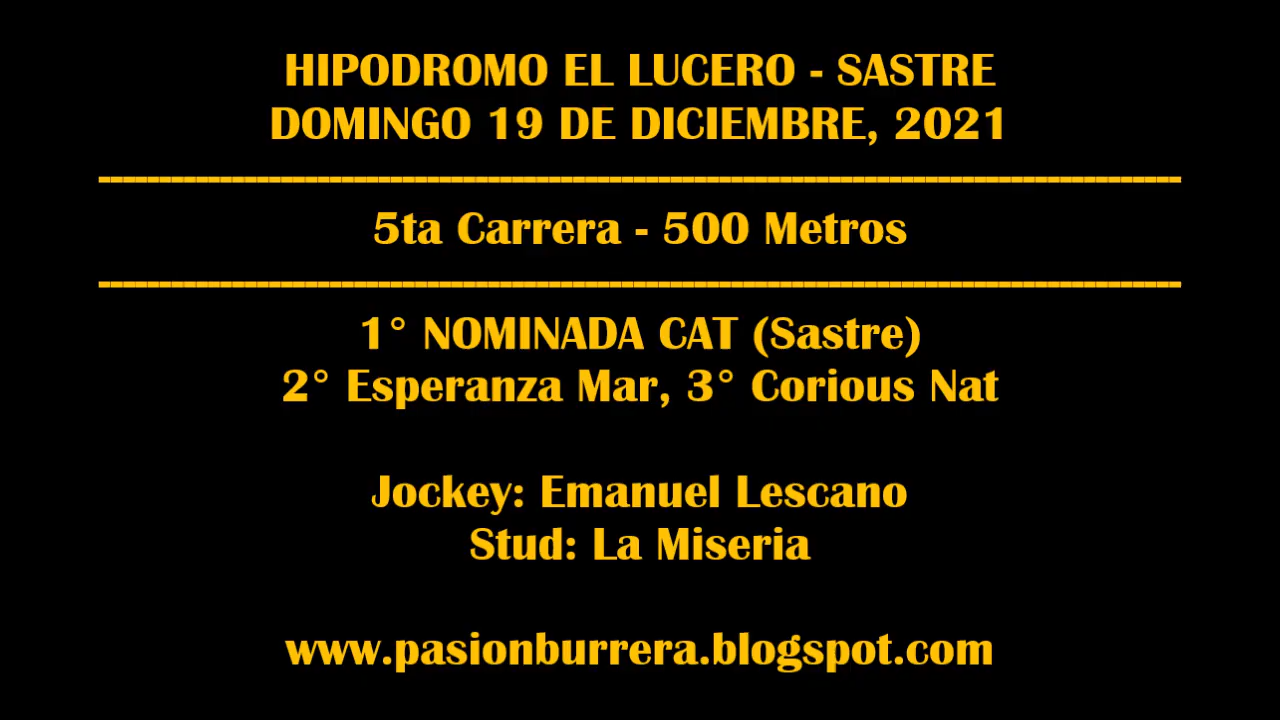 HIPODROMO EL LUCERO - SASTRE
DOMINGO 19 DE DICIEMBRE, 2021
5ta Carrera - 500 Metros
1° NOMINADA CAT (Sastre)
2° Esperanza Mar, 3° Corious Nat
Jockey: Emanuel Lescano
Stud: La Miseria
www.pasionburrera.blogspot.com